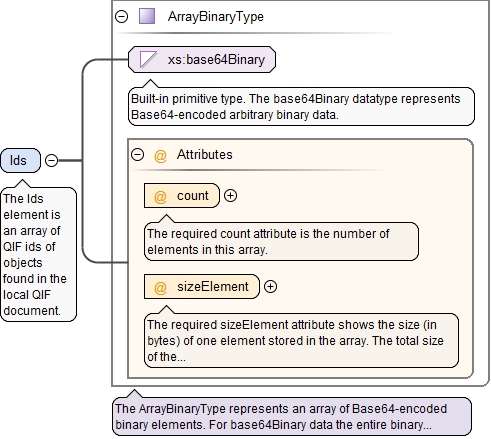 ArrayBinaryType
xs:base64Binary
Built-in primitive type. The base64Binary datatype represents
Base64-encoded arbitrary binary data.
@ Attributes
@ count
The required count attribute is the number of
elements in this array.
@ sizeElement
The required sizeElement attribute shows the size (in
bytes) of one element stored in the array. The total size
of the...
Ids
The Ids
element is
an array of
QIF ids of
objects
found in the
local QIF
document.
The ArrayBinaryType represents an array of Base64-encoded
binary elements. For base64Binary data the entire binary...